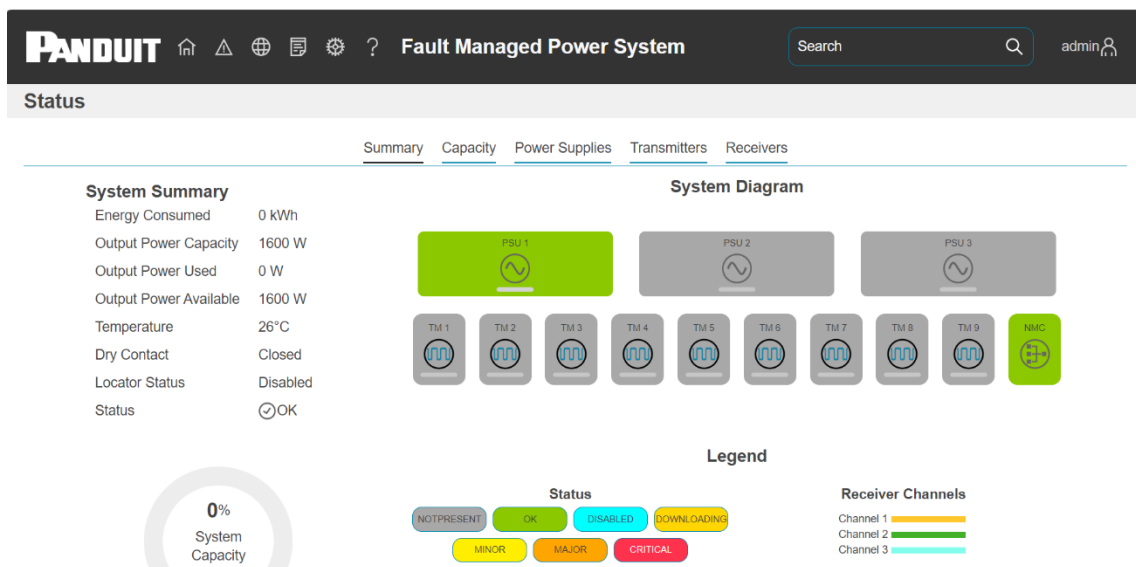 PANDUIT ? Fault Managed Power System Search admin
Status
Summary Capacity Power Supplies Transmitters Receivers
System Summary
Energy Consumed 0 kWh
Output Power Capacity 1600 W
Output Power Used 0 W
Output Power Available 1600 W
Temperature 26°C
Dry Contact Closed
Locator Status Disabled
Status OK
0%
System
Capacity
System Diagram
PSU 1 PSU 2 PSU 3
TM 1 TM 2 TM 3 TM 4 TM 5 TM 6 TM 7 TM 8 TM 9 NMC
Legend
Status
NOTPRESENT OK DISABLED DOWNLOADING
MINOR MAJOR CRITICAL
Receiver Channels
Channel 1
Channel 2
Channel 3